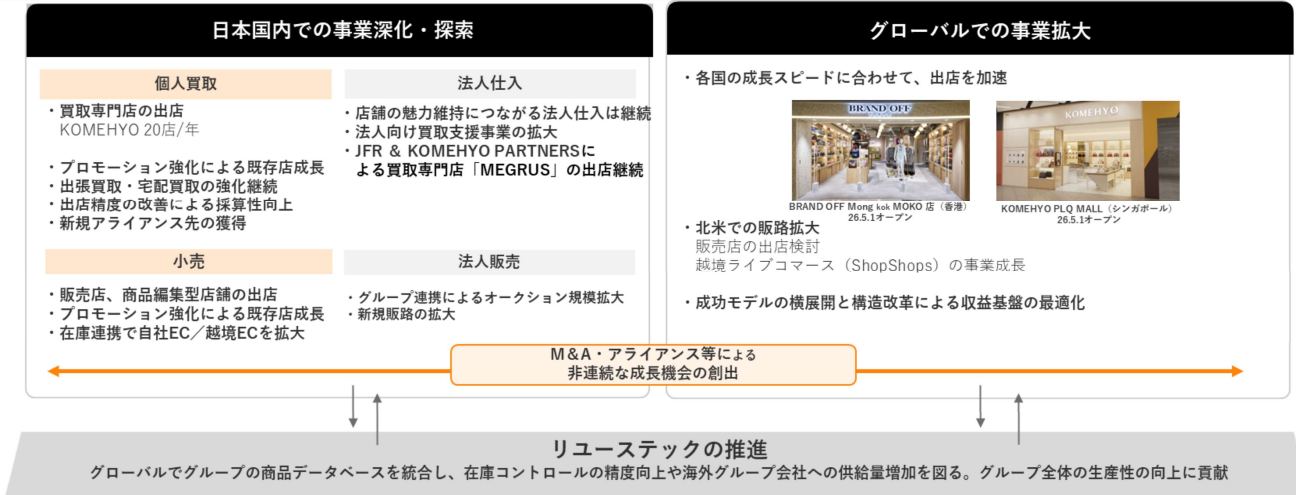 日本国内での事業深化・探索
個人買取
・買取専門店の出店
KOMEHYO 20店/年
・プロモーション強化による既存店成長
・出張買取・宅配買取の強化継続
・出店精度の改善による採算性向上
・新規アライアンス先の獲得
法人仕入
・店舗の魅力維持につながる法人仕入は継続
・法人向け買取支援事業の拡大
・JFR & KOMEHYO PARTNERSに
よる買取専門店「MEGRUS」の出店継続
小売
・販売店、商品編集型店舗の出店
・プロモーション強化による既存店成長
・在庫連携で自社EC/越境ECを拡大
法人販売
・グループ連携によるオークション規模拡大
・新規販路の拡大
グローバルでの事業拡大
・各国の成長スピードに合わせて、出店を加速
BRAND OFF
KOMEHYO
BRAND OFF Mong kok MOKO 店(香港)
26.5.1オープン
KOMEHYO PLQ MALL(シンガポール)
26.5.1オープン
・北米での販路拡大
販売店の出店検討
越境ライブコマース(ShopShops)の事業成長
・成功モデルの横展開と構造改革による収益基盤の最適化
M&A・アライアンス等による
非連続な成長機会の創出
リユーステックの推進
グローバルでグループの商品データベースを統合し、在庫コントロールの精度向上や海外グループ会社への供給量増加を図る。グループ全体の生産性の向上に貢献